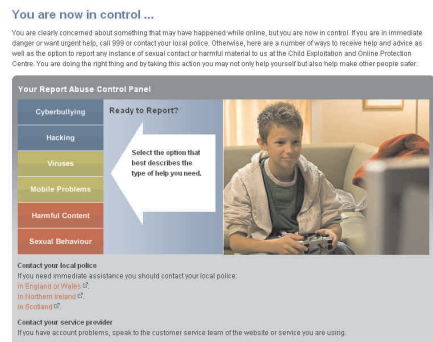 You are now in control ...
You are clearly concerned about something that may have happened while online, but you are now in control. If you are in immediate
danger or want urgent help, call 999 or contact your local police. Otherwise, here are a number of ways to receive help and advice as
well as the option to report any instance of sexual contact or harmful material to us at the Child Exploitation and Online Protection
Centre. You are doing the right thing and by taking this action you may not only help yourself but also help make other people safer.
Your Report Abuse Control Panel
Cyberbullying
Hacking
Viruses
Mobile Problems
Harmful Content
Sexual Behaviour
Ready to Report?
Select the option that
best describes the
type of help you need.
Contact your local police
If you need immediate assistance you should contact your local police:
in England or Wales
in Northern Ireland
in Scotland
Contact your service provider
If you have account problems, speak to the customer service team of the website or service you are using.